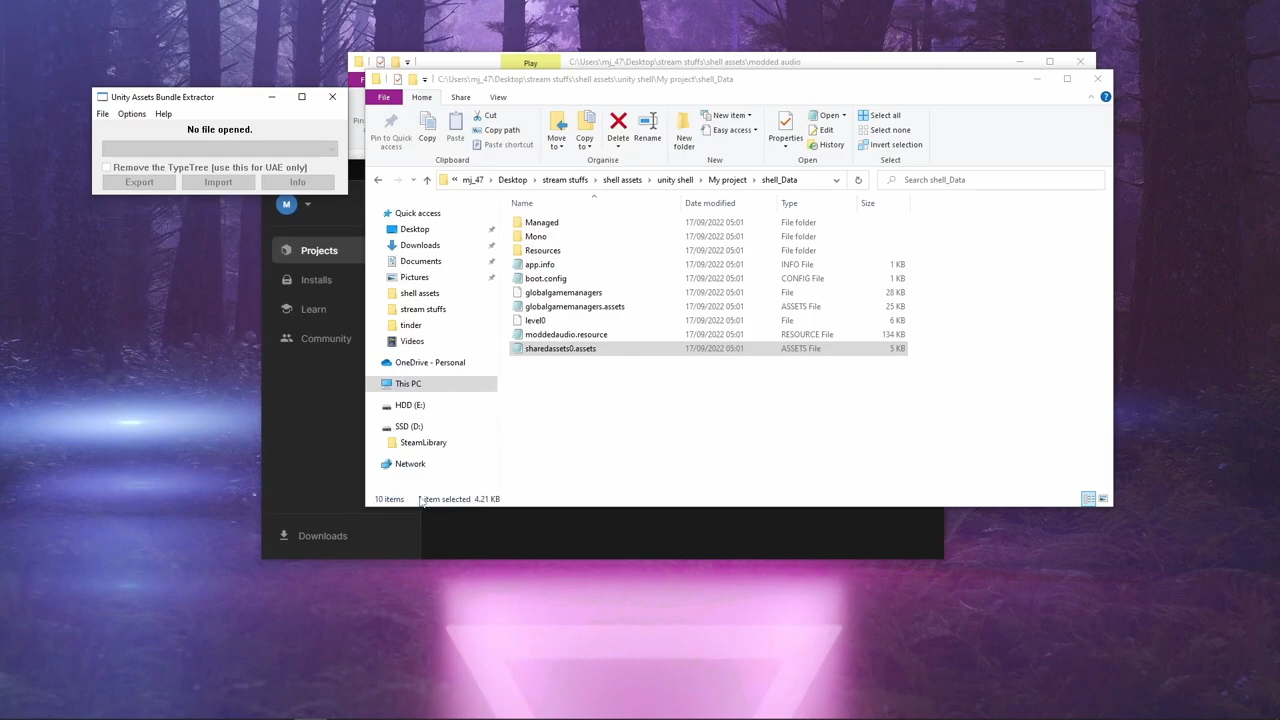 Play
C:\Users\mj_47\Desktop\stream stuffs\shell assets\modded audio
C:\Users\mj_47\Desktop\stream stuffs\shell assets\unity shell\My project\shell_Data
Unity Assets Bundle Extractor
File Options Help
No file opened.
Remove the TypeTree [use this for UAE only]
Export Import Info
File Home Share View
Pin to Quick access
Copy
Paste
Cut
Copy path
Paste shortcut
Clipboard
Move to
Copy to
Delete
Rename
Organise
New folder
New item
Easy access
New
Properties
Open
Edit
History
Open
Select all
Select none
Invert selection
Select
« mj_47 > Desktop > stream stuffs > shell assets > unity shell > My project > shell_Data
Search shell_Data
M
Projects
Installs
Learn
Community
Downloads
Quick access
Desktop
Downloads
Documents
Pictures
shell assets
stream stuffs
tinder
Videos
OneDrive - Personal
This PC
HDD (E:)
SSD (D:)
SteamLibrary
Network
Name Date modified Type Size
Managed 17/09/2022 05:01 File folder
Mono 17/09/2022 05:01 File folder
Resources 17/09/2022 05:01 File folder
app.info 17/09/2022 05:01 INFO File 1 KB
boot.config 17/09/2022 05:01 CONFIG File 1 KB
globalgamemanagers 17/09/2022 05:01 File 28 KB
globalgamemanagers.assets 17/09/2022 05:01 ASSETS File 25 KB
level0 17/09/2022 05:01 File 6 KB
moddedaudio.resource 17/09/2022 05:01 RESOURCE File 134 KB
sharedassets0.assets 17/09/2022 05:01 ASSETS File 5 KB
10 items item selected 4.21 KB